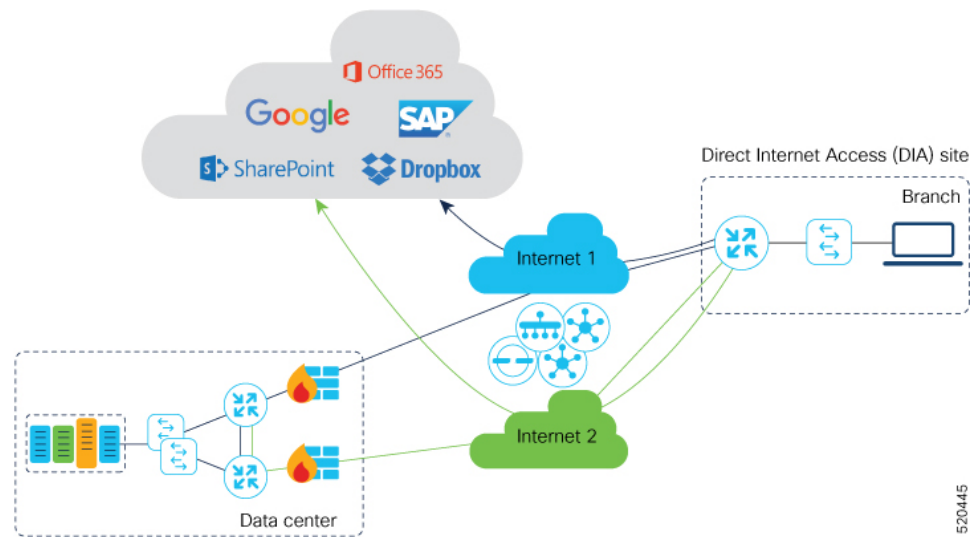 Office 365
Google
SAP
®
SharePoint
S
Dropbox
Direct Internet Access (DIA) site
Branch
Internet 1
Internet 2
Data center
520445